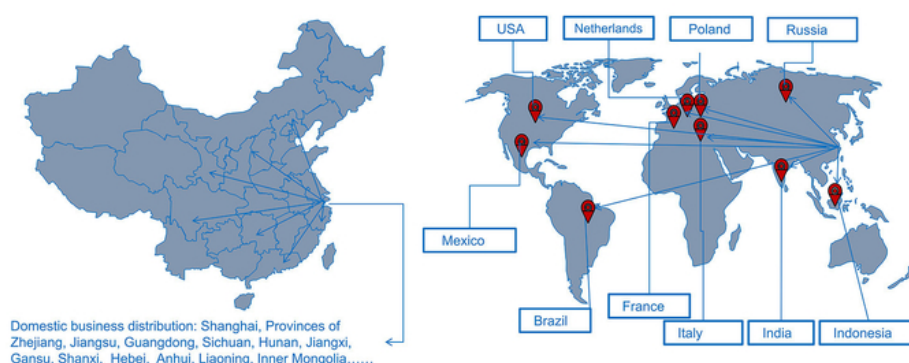 USA
Netherlands
Poland
Russia
Mexico
Brazil
France
Italy
India
Indonesia
Domestic business distribution: Shanghai, Provinces of
Zhejiang, Jiangsu, Guangdong, Sichuan, Hunan, Jiangxi,
Gansu, Shanxi, Hebei, Anhui, Liaoning, Inner Mongolia......